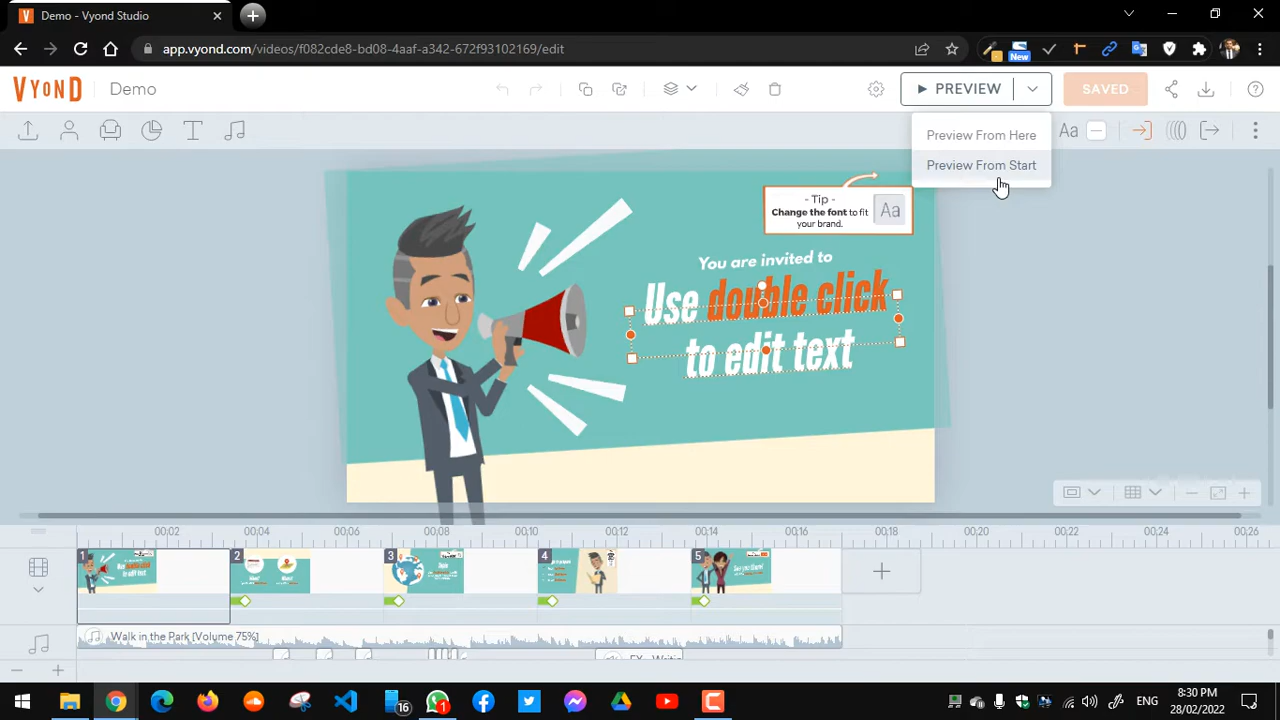 Demo - Vyond Studio
app.vyond.com/videos/f082cde8-bd08-4aaf-a342-672f93102169/edit
New
VYOND
Demo
PREVIEW
SAVED
Preview From Here
Preview From Start
Aa
- Tip -
Change the font to fit
your brand.
Aa
You are invited to
Use double click
to edit text
00:02
00:04
00:06
00:08
00:10
00:12
00:14
00:16
00:18
00:20
00:22
00:24
00:26
1
2
3
4
5
Walk in the Park [Volume 75%]
16
1
ENG
8:30 PM
28/02/2022